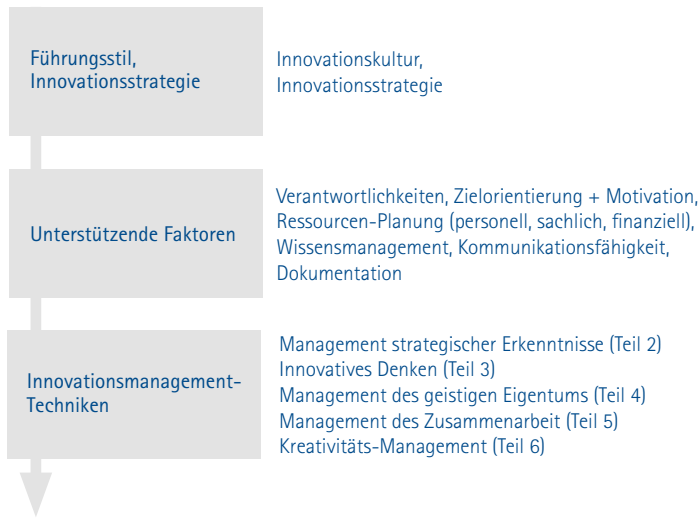 Führungsstil,
Innovationsstrategie
Innovationskultur,
Innovationsstrategie
Unterstützende Faktoren
Verantwortlichkeiten, Zielorientierung + Motivation,
Ressourcen-Planung (personell, sachlich, finanziell),
Wissensmanagement, Kommunikationsfähigkeit,
Dokumentation
Innovationsmanagement-
Techniken
Management strategischer Erkenntnisse (Teil 2)
Innovatives Denken (Teil 3)
Management des geistigen Eigentums (Teil 4)
Management des Zusammenarbeit (Teil 5)
Kreativitäts-Management (Teil 6)